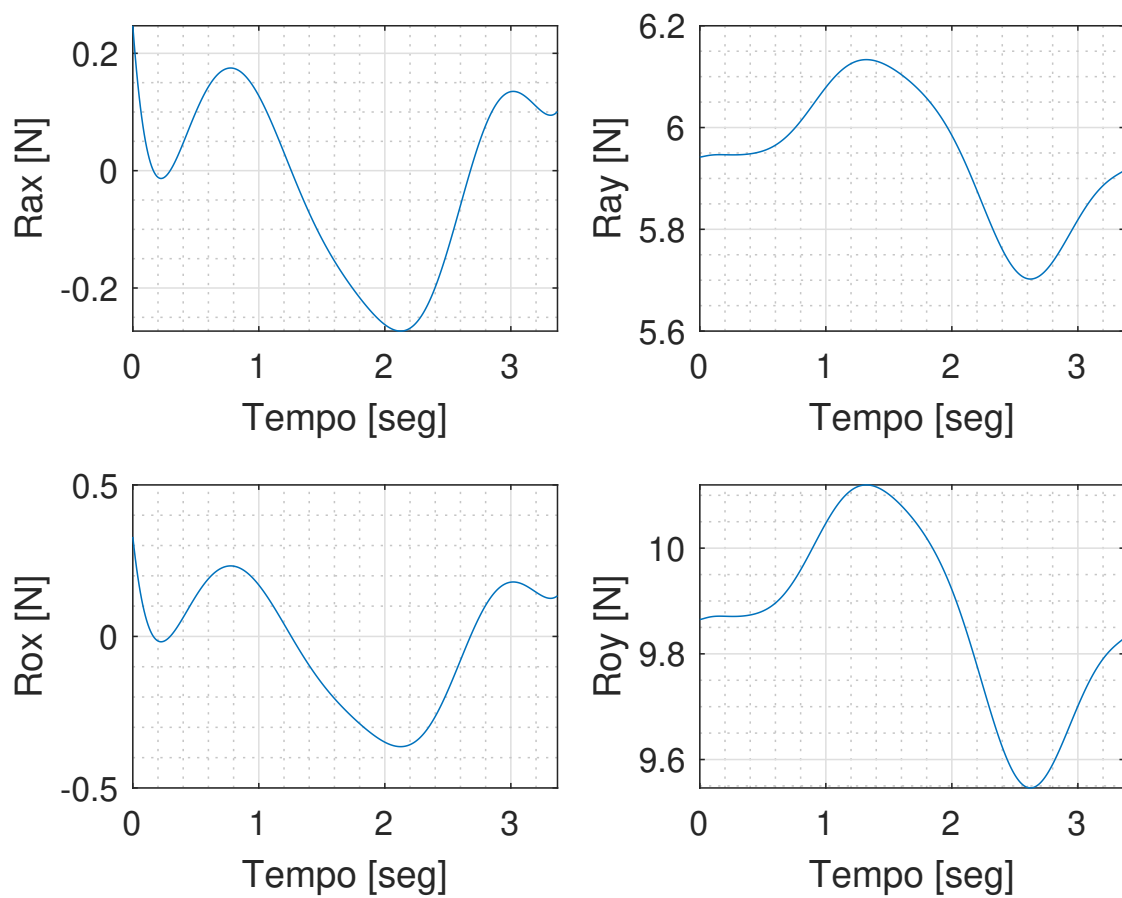 Rax [N]
0.2
0
-0.2
0 1 2 3
Tempo [seg]
Ray [N]
6.2
6
5.8
5.6
0 1 2 3
Tempo [seg]
Rox [N]
0.5
0
-0.5
0 1 2 3
Tempo [seg]
Roy [N]
10
9.8
9.6
0 1 2 3
Tempo [seg]